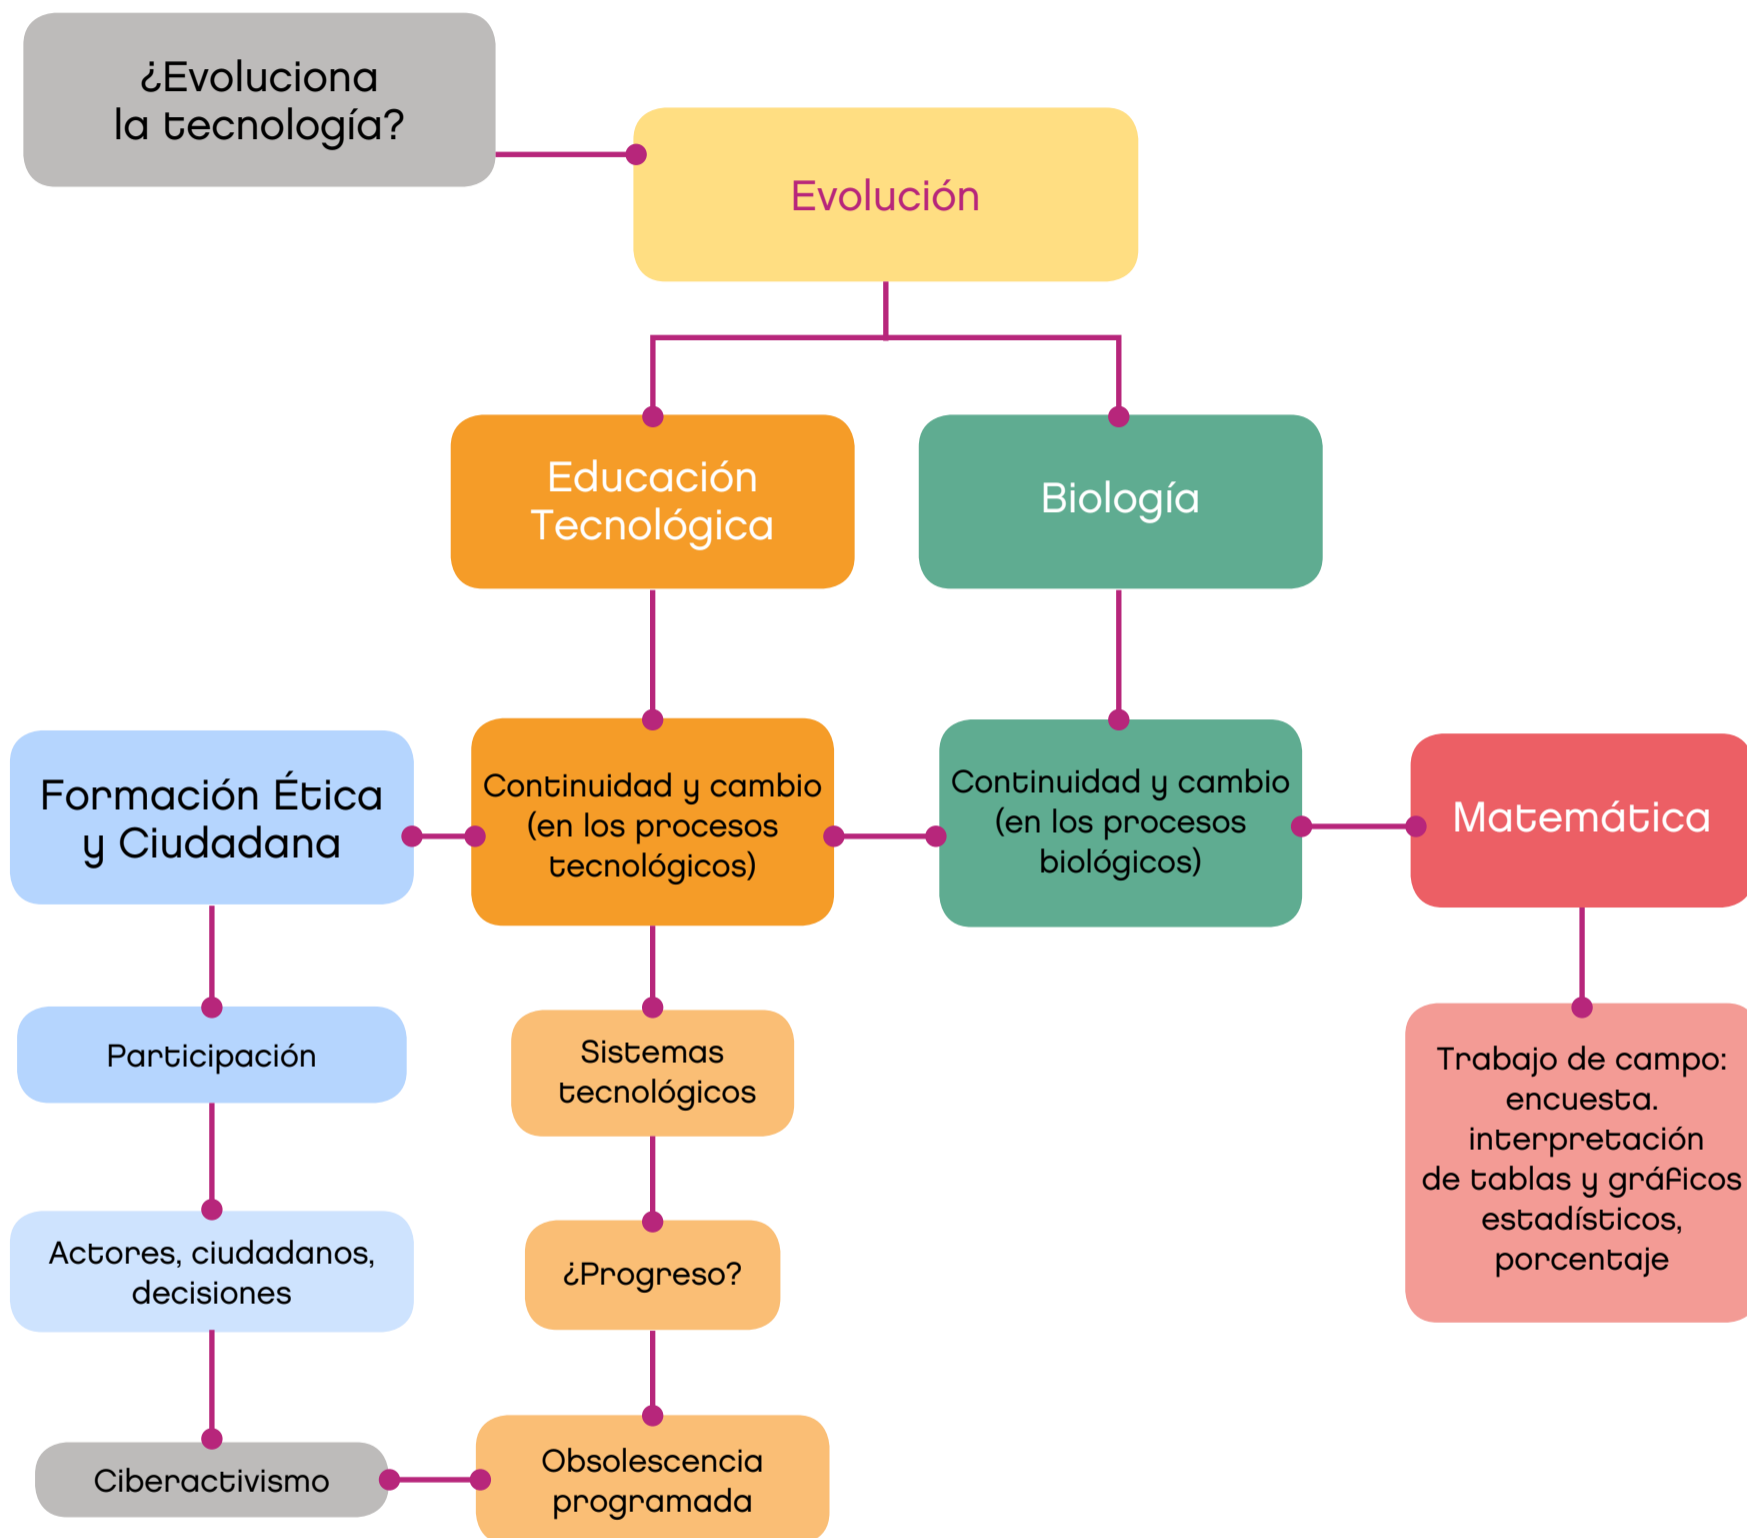 ¿Evoluciona
la tecnología?
Evolución
Educación
Tecnológica
Biología
Formación Ética
y Ciudadana
Continuidad y cambio
(en los procesos
tecnológicos)
Continuidad y cambio
(en los procesos
biológicos)
Matemática
Participación
Sistemas
tecnológicos
Trabajo de campo:
encuesta.
interpretación
de tablas y gráficos
estadísticos,
porcentaje
Actores, ciudadanos,
decisiones
¿Progreso?
Ciberactivismo
Obsolescencia
programada